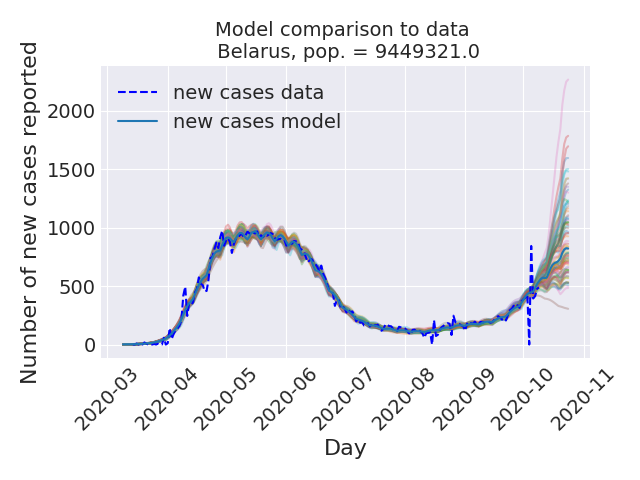 Model comparison to data
Belarus, pop. = 9449321.0
Number of new cases reported
2000
1500
1000
500
0
new cases data
new cases model
2020-03
2020-04
2020-05
2020-06
2020-07
2020-08
2020-09
2020-10
2020-11
Day